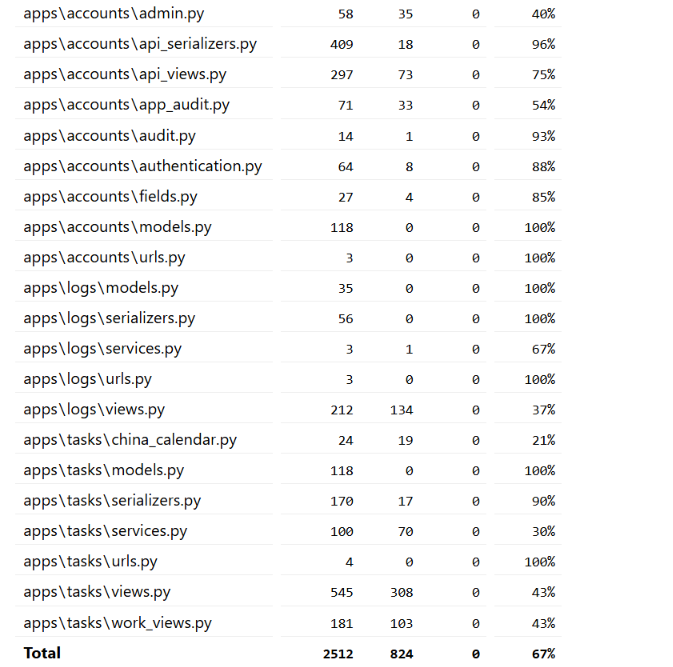 apps\accounts\admin.py 58 35 0 40%
apps\accounts\api_serializers.py 409 18 0 96%
apps\accounts\api_views.py 297 73 0 75%
apps\accounts\app_audit.py 71 33 0 54%
apps\accounts\audit.py 14 1 0 93%
apps\accounts\authentication.py 64 8 0 88%
apps\accounts\fields.py 27 4 0 85%
apps\accounts\models.py 118 0 0 100%
apps\accounts\urls.py 3 0 0 100%
apps\logs\models.py 35 0 0 100%
apps\logs\serializers.py 56 0 0 100%
apps\logs\services.py 3 1 0 67%
apps\logs\urls.py 3 0 0 100%
apps\logs\views.py 212 134 0 37%
apps\tasks\china_calendar.py 24 19 0 21%
apps\tasks\models.py 118 0 0 100%
apps\tasks\serializers.py 170 17 0 90%
apps\tasks\services.py 100 70 0 30%
apps\tasks\urls.py 4 0 0 100%
apps\tasks\views.py 545 308 0 43%
apps\tasks\work_views.py 181 103 0 43%
Total 2512 824 0 67%